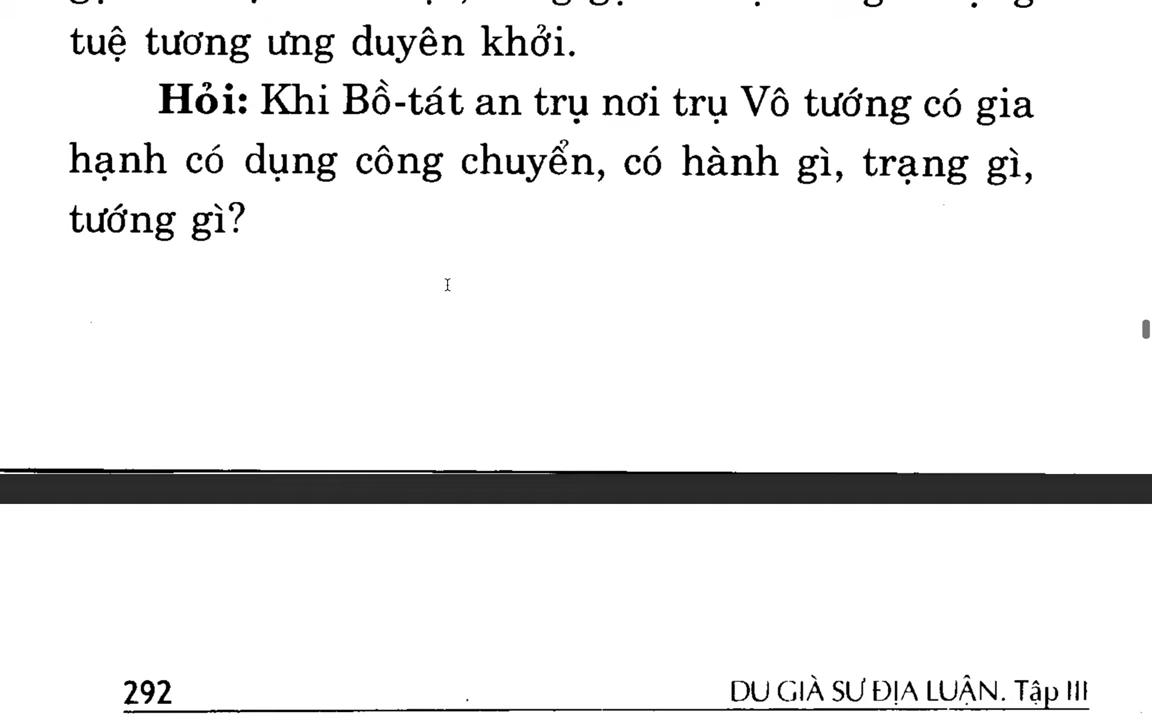 tuệ tương ưng duyên khởi.
Hỏi: Khi Bồ-tát an trụ nơi trụ Vô tướng có gia
hạnh có dụng công chuyển, có hành gì, trạng gì,
tướng gì?
292 DU GIÀ SƯ ĐỊA LUẬN. Tập III